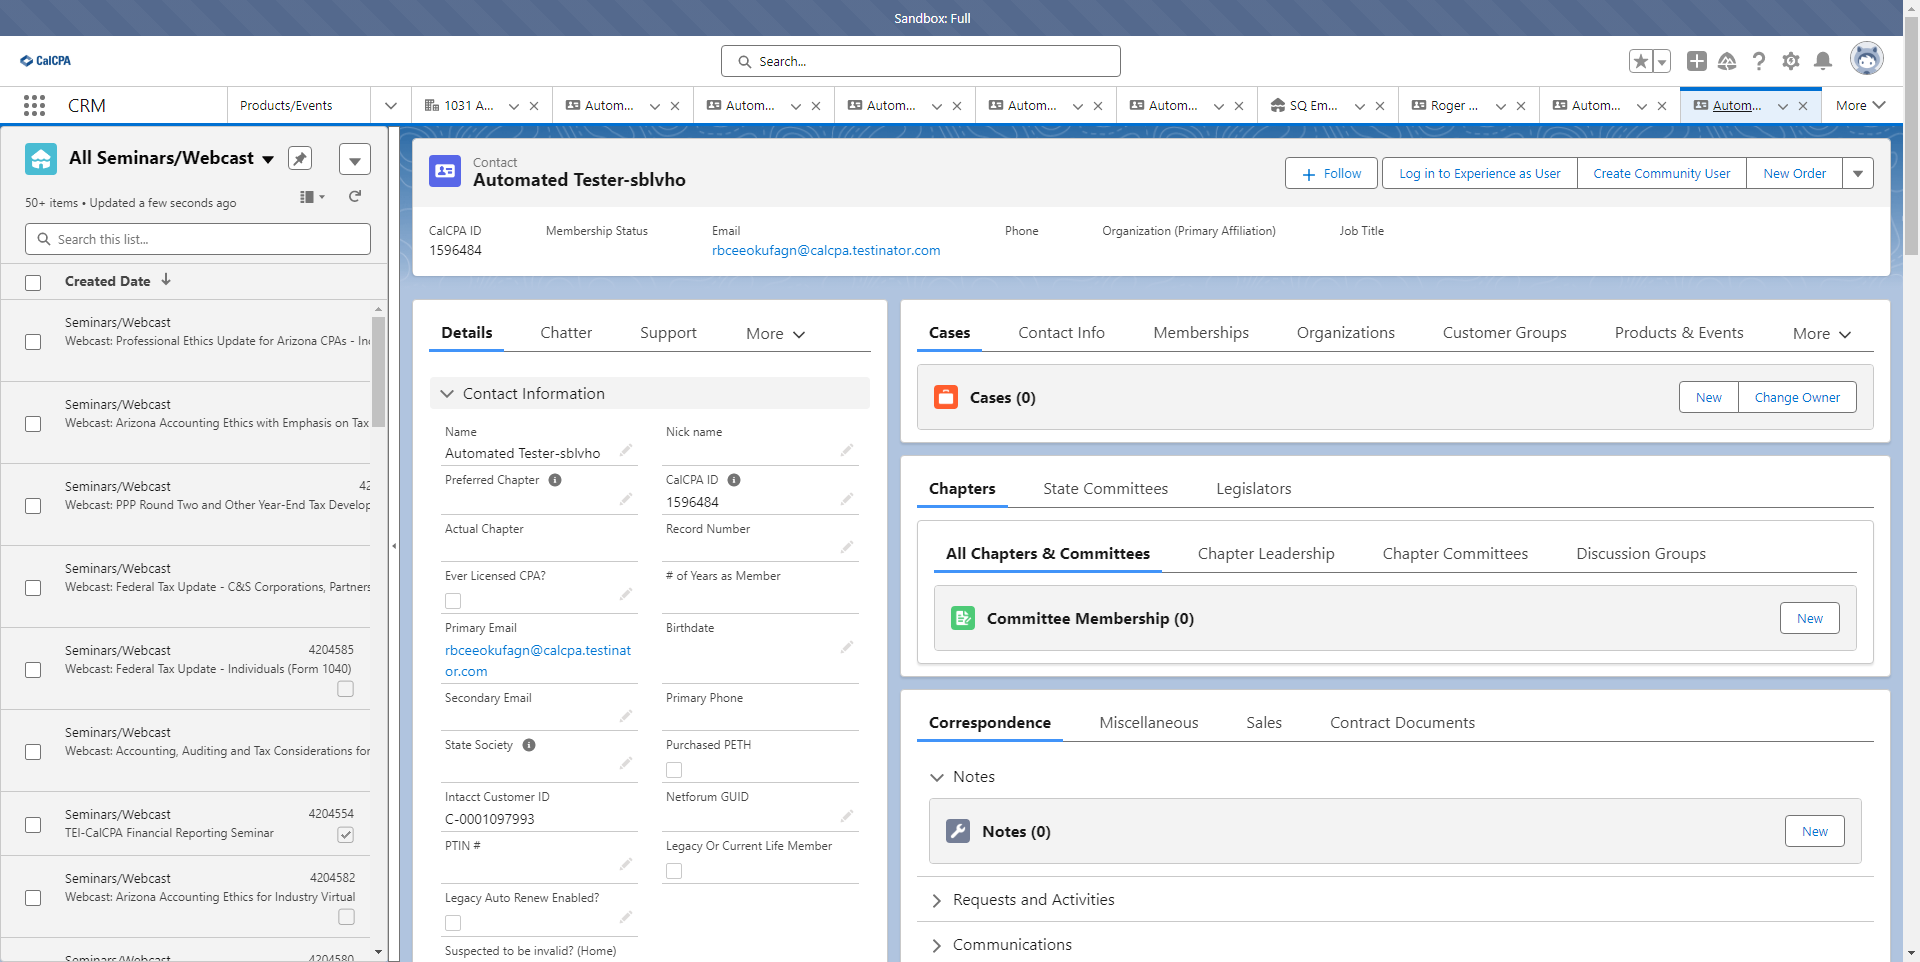 Sandbox: Full
CalCPA
Search...
CRM
Products/Events
1031 A...
Autom...
Autom...
Autom...
Autom...
Autom...
SQ Em...
Roger ...
Autom...
Autom...
More
All Seminars/Webcast
50+ items • Updated a few seconds ago
Search this list...
Created Date
Seminars/Webcast
Webcast: Professional Ethics Update for Arizona CPAs - In
Seminars/Webcast
Webcast: Arizona Accounting Ethics with Emphasis on Tax
Seminars/Webcast
42
Webcast: PPP Round Two and Other Year-End Tax Develop
Seminars/Webcast
Webcast: Federal Tax Update - C&S Corporations, Partners
Seminars/Webcast
4204585
Webcast: Federal Tax Update - Individuals (Form 1040)
Seminars/Webcast
Webcast: Accounting, Auditing and Tax Considerations for
Seminars/Webcast
4204554
TEI-CalCPA Financial Reporting Seminar
Seminars/Webcast
4204582
Webcast: Arizona Accounting Ethics for Industry Virtual
Seminars/Webcast
4204580
Contact
Automated Tester-sblvho
Follow
Log in to Experience as User
Create Community User
New Order
CalCPA ID
1596484
Membership Status
Email
rbceeokufagn@calcpa.testinator.com
Phone
Organization (Primary Affiliation)
Job Title
Details
Chatter
Support
More
Contact Information
Name
Automated Tester-sblvho
Nick name
Preferred Chapter
CalCPA ID
1596484
Actual Chapter
Record Number
Ever Licensed CPA?
# of Years as Member
Primary Email
rbceeokufagn@calcpa.testinat
or.com
Birthdate
Secondary Email
Primary Phone
State Society
Purchased PETH
Intacct Customer ID
C-0001097993
Netforum GUID
PTIN #
Legacy Or Current Life Member
Legacy Auto Renew Enabled?
Suspected to be invalid? (Home)
Cases
Contact Info
Memberships
Organizations
Customer Groups
Products & Events
More
Cases (0)
New
Change Owner
Chapters
State Committees
Legislators
All Chapters & Committees
Chapter Leadership
Chapter Committees
Discussion Groups
Committee Membership (0)
New
Correspondence
Miscellaneous
Sales
Contract Documents
Notes
Notes (0)
New
Requests and Activities
Communications